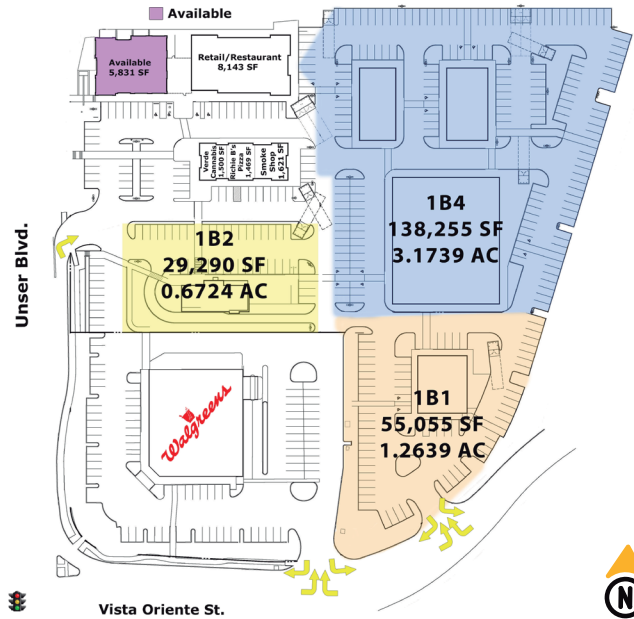 Available
Available
5,831 SF
Retail/Restaurant
8,143 SF
Verde
Cannabis
1,500 SF
Richie B's
Pizza
1,469 SF
Smoke
Shop
1,621 SF
1B4
138,255 SF
3.1739 AC
1B2
29,290 SF
0.6724 AC
Unser Blvd.
Walgreens
1B1
55,055 SF
1.2639 AC
Vista Oriente St.
N